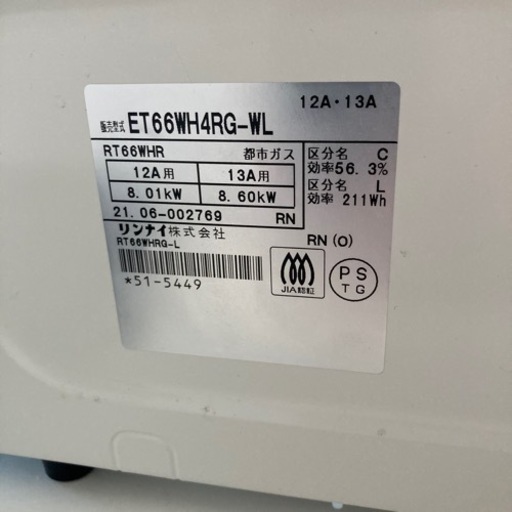 12A・13A
販売型式 ET66WH4RG-WL
RT66WHR 都市ガス
12A用 13A用
8.01kW 8.60kW
21.06-002769 RN
区分名 C
効率56.3%
区分名 L
効率 211Wh
リンナイ株式会社
RT66WHRG-L
RN(O)
*51-5449
JIA認証
PS
TG